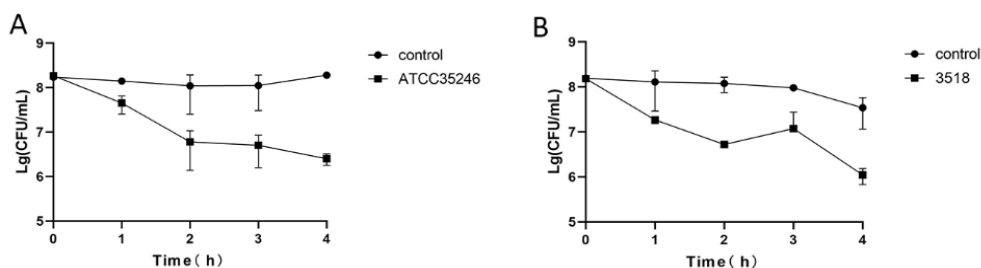 A
9
8
7
6
5
Lg(CFU/mL)
0 1 2 3 4
Time( h )
control
ATCC35246
B
9
8
7
6
5
Lg(CFU/mL)
0 1 2 3 4
Time( h )
control
3518